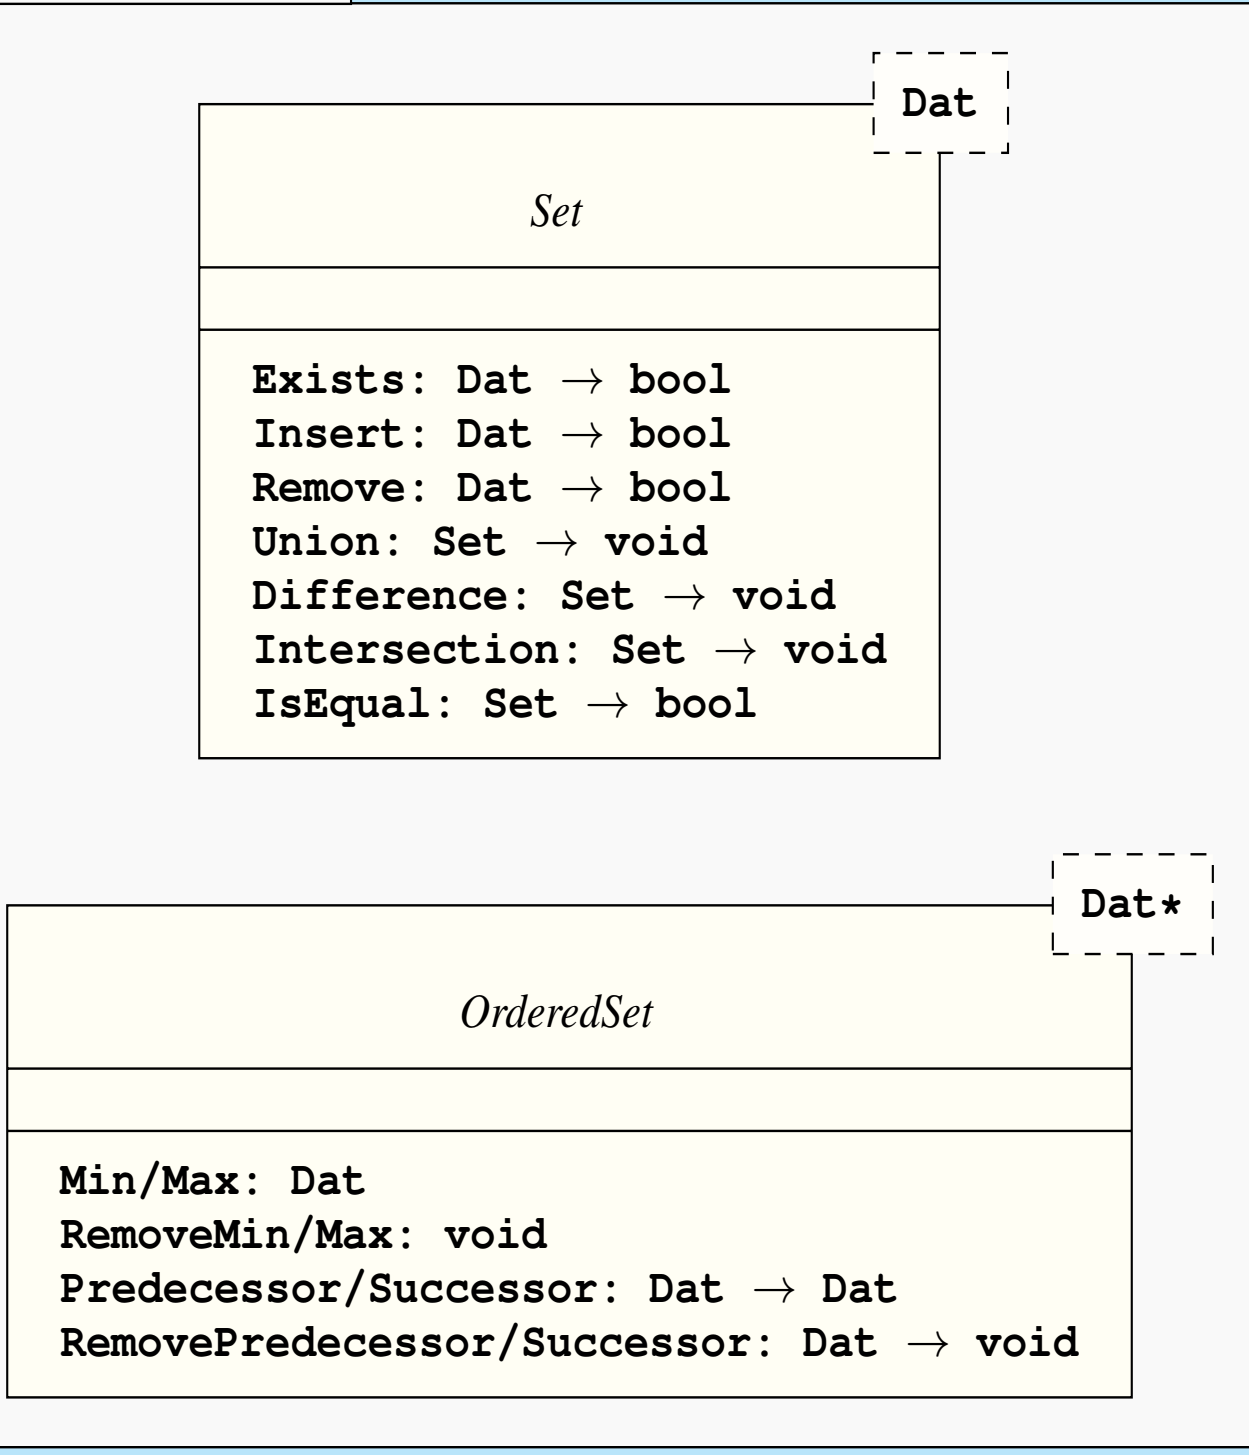 Dat
Set
Exists: Dat → bool
Insert: Dat → bool
Remove: Dat → bool
Union: Set → void
Difference: Set → void
Intersection: Set → void
IsEqual: Set → bool
Dat*
OrderedSet
Min/Max: Dat
RemoveMin/Max: void
Predecessor/Successor: Dat → Dat
RemovePredecessor/Successor: Dat → void